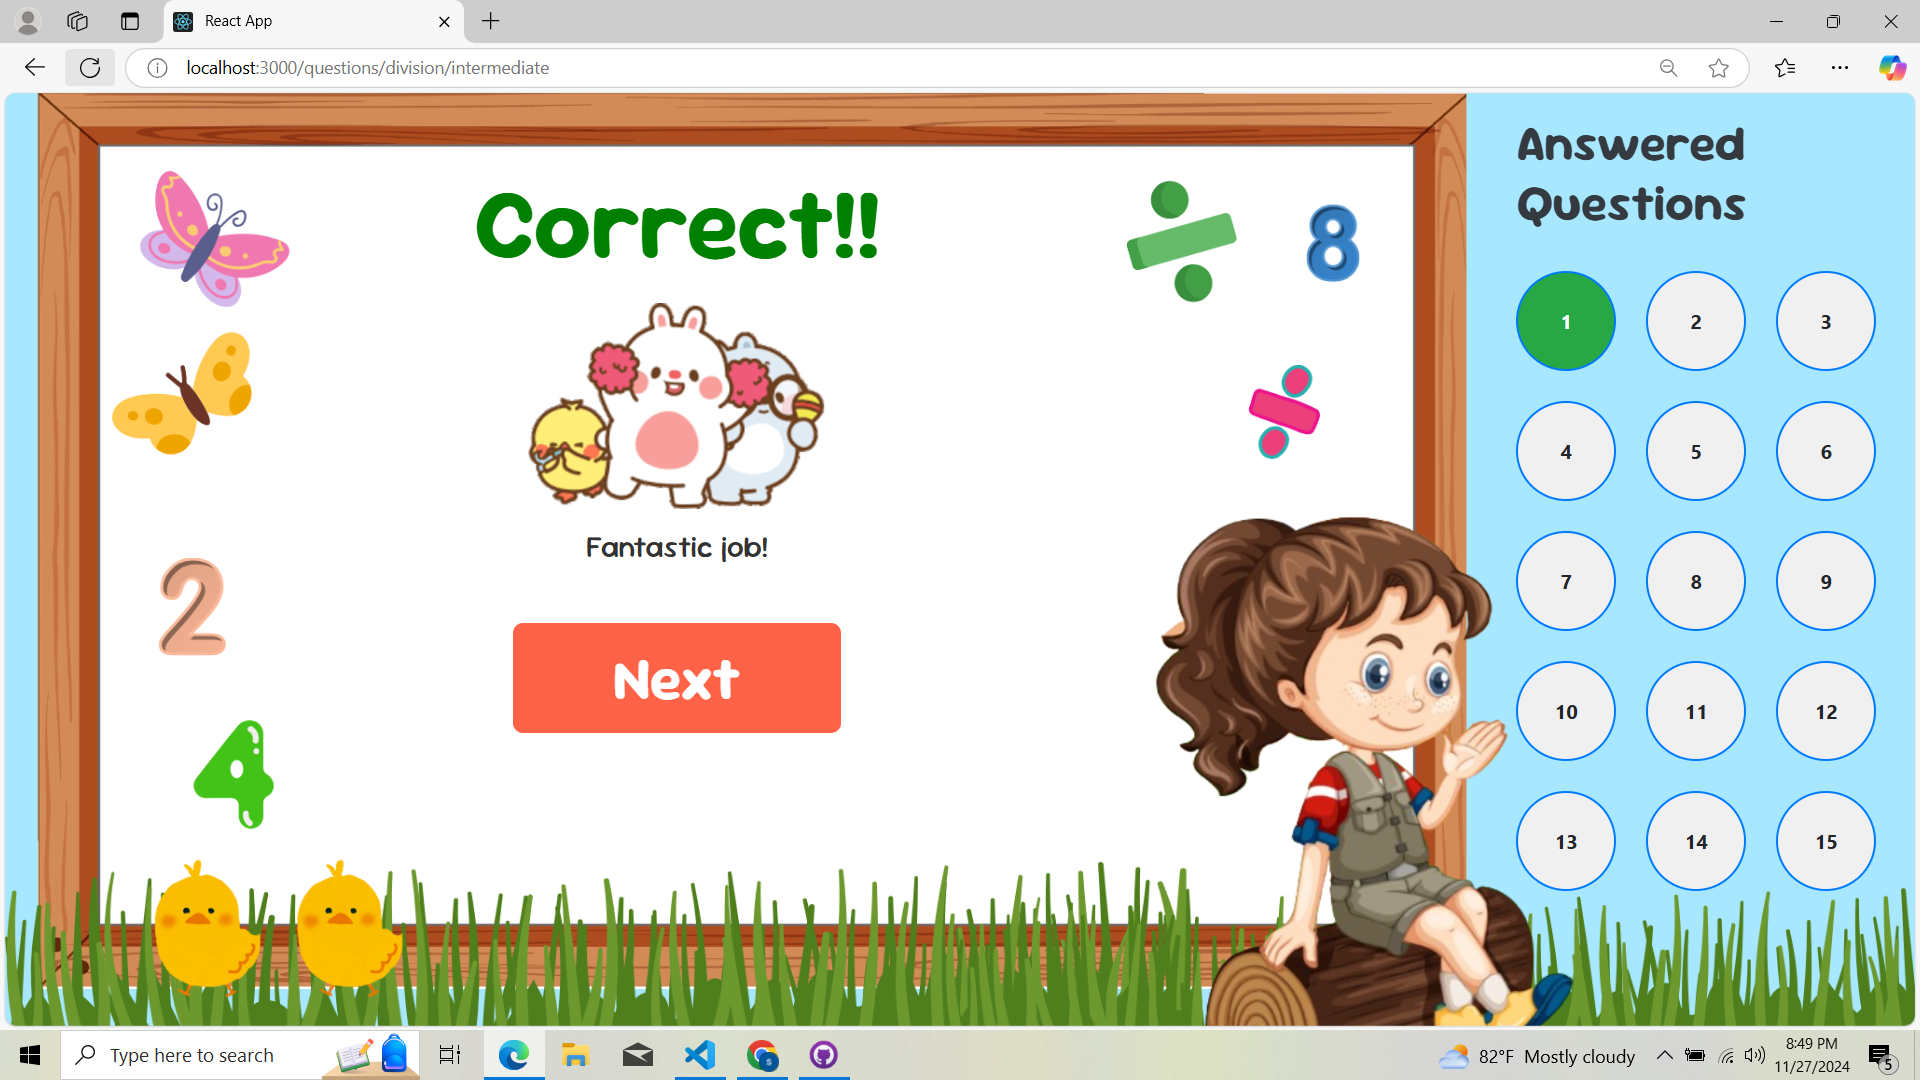 React App
localhost:3000/questions/division/intermediate
Correct!!
8
2
4
Fantastic job!
Next
Answered
Questions
1 2 3
4 5 6
7 8 9
10 11 12
13 14 15
Type here to search
82°F Mostly cloudy
8:49 PM
11/27/2024
5